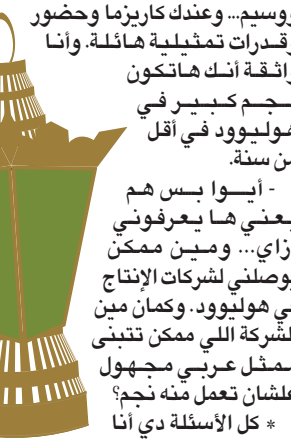 ووسيم... وعندك كاريزما وحضور
وقدرات تمثيلية هائلة. وأنا
واثقة أنك هاتكون
نجم كبير في
هوليوود في أقل
من سنة.
- أيوا بس هم
يعني ها يعرفوني
إزاي... ومين ممكن
يوصلني لشركات الإنتاج
في هوليوود. وكمان مين
الشركة اللي ممكن تتبنى
ممثل عربي مجهول
علشان تعمل منه نجم؟
* كل الأسئلة دي أنا